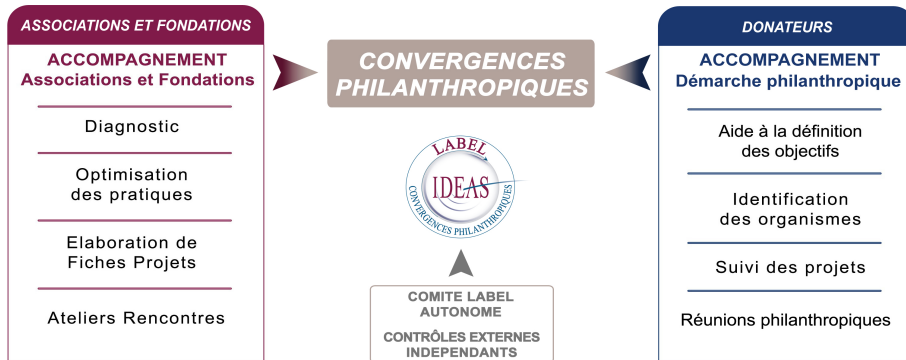 ASSOCIATIONS ET FONDATIONS
ACCOMPAGNEMENT
Associations et Fondations
Diagnostic
Optimisation
des pratiques
Elaboration de
Fiches Projets
Ateliers Rencontres
CONVERGENCES
PHILANTHROPIQUES
LABEL
IDEAS
CONVERGENCES PHILANTHROPIQUES
COMITE LABEL
AUTONOME
CONTRÔLES EXTERNES
INDEPENDANTS
DONATEURS
ACCOMPAGNEMENT
Démarche philanthropique
Aide à la définition
des objectifs
Identification
des organismes
Suivi des projets
Réunions philanthropiques